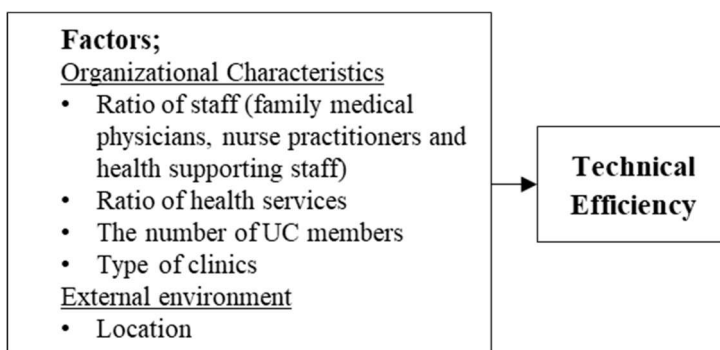 Factors;
Organizational Characteristics
• Ratio of staff (family medical
physicians, nurse practitioners and
health supporting staff)
• Ratio of health services
• The number of UC members
• Type of clinics
External environment
• Location
Technical
Efficiency